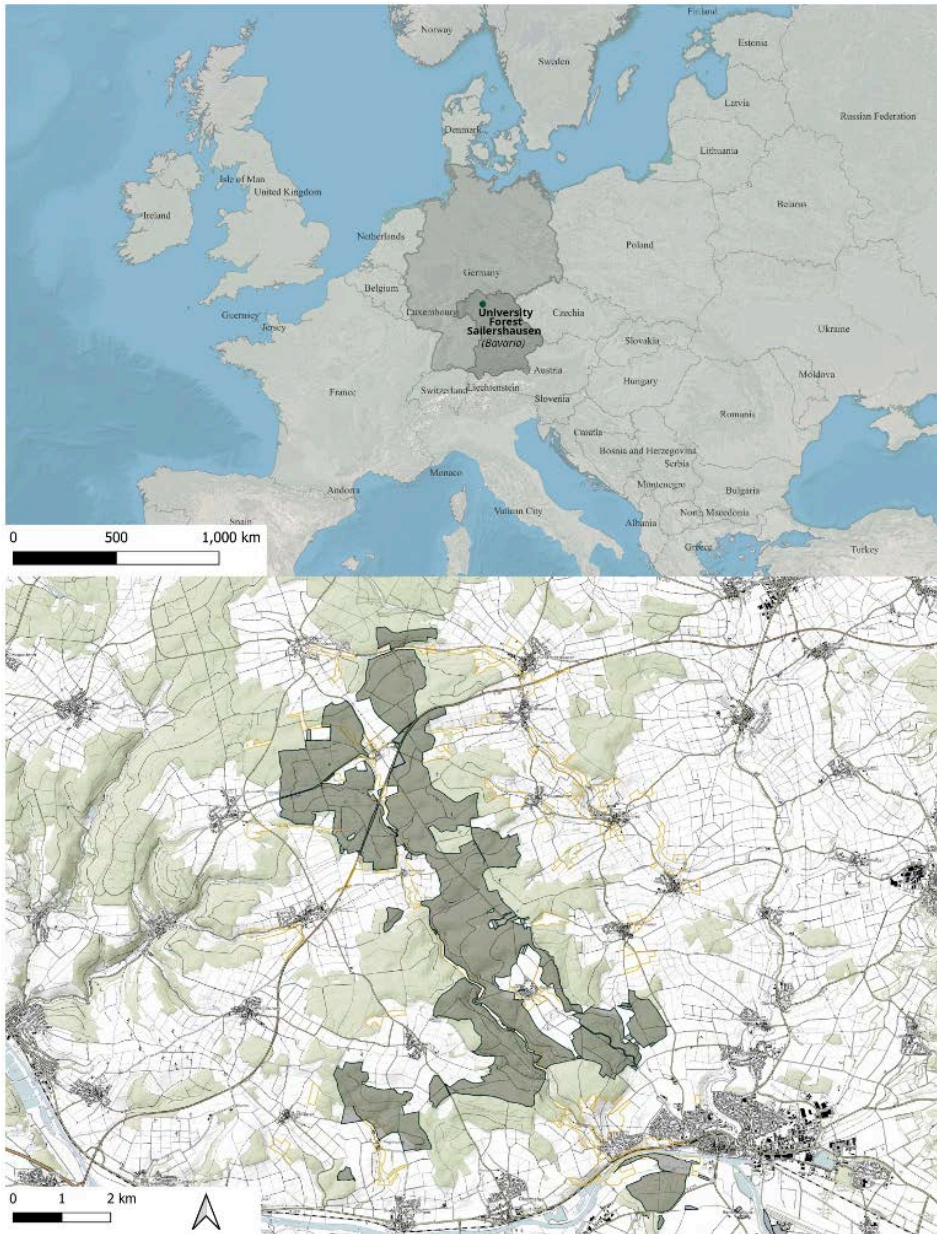 Finland
Norway
Sweden
Estonia
Latvia
Russian Federation
Denmark
Lithuania
Isle of Man
United Kingdom
Ireland
Belarus
Netherlands
Poland
Germany
Belgium
Luxembourg
University
Forest
Sailershausen
(Bavaria)
Guernsey
Jersey
Czechia
Ukraine
Slovakia
Austria
Moldova
France
Switzerland
Liechtenstein
Hungary
Slovenia
Romania
Croatia
Bosnia and Herzegovina
Serbia
Monaco
Andorra
Montenegro
Bulgaria
Vatican City
North Macedonia
Albania
Spain
Greece
Turkey
0 500 1,000 km
0 1 2 km